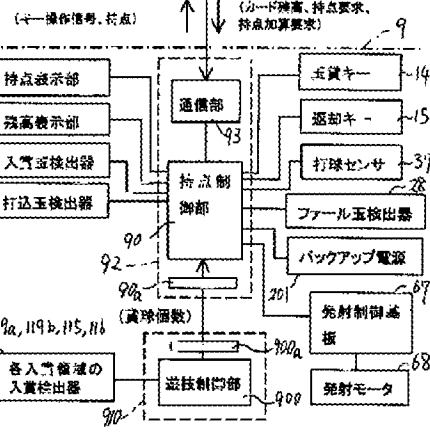 (キー操作信号、持点)
(カード残高、持点要求、
持点加算要求)
9
持点表示部
残高表示部
入賞玉検出器
打込玉検出器
通信部
93
持点制
御部
90
92
90a
玉貸キー
14
返却キー
15
打球センサ
37
ファール玉検出器
28
バックアップ電源
201
発射制御基
板
67
発射モータ
68
(賞球個数)
900a
遊技制御部
900
910
9a, 119b, 115, 116
各入賞領域の
入賞検出器